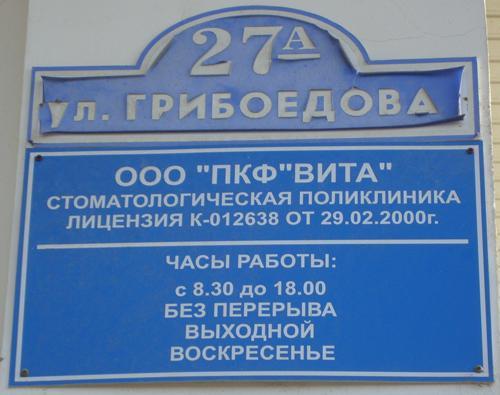 27А
ул. ГРИБОЕДОВА
ООО "ПКФ"ВИТА"
СТОМАТОЛОГИЧЕСКАЯ ПОЛИКЛИНИКА
ЛИЦЕНЗИЯ К-012638 ОТ 29.02.2000г.
ЧАСЫ РАБОТЫ:
с 8.30 до 18.00
БЕЗ ПЕРЕРЫВА
ВЫХОДНОЙ
ВОСКРЕСЕНЬЕ